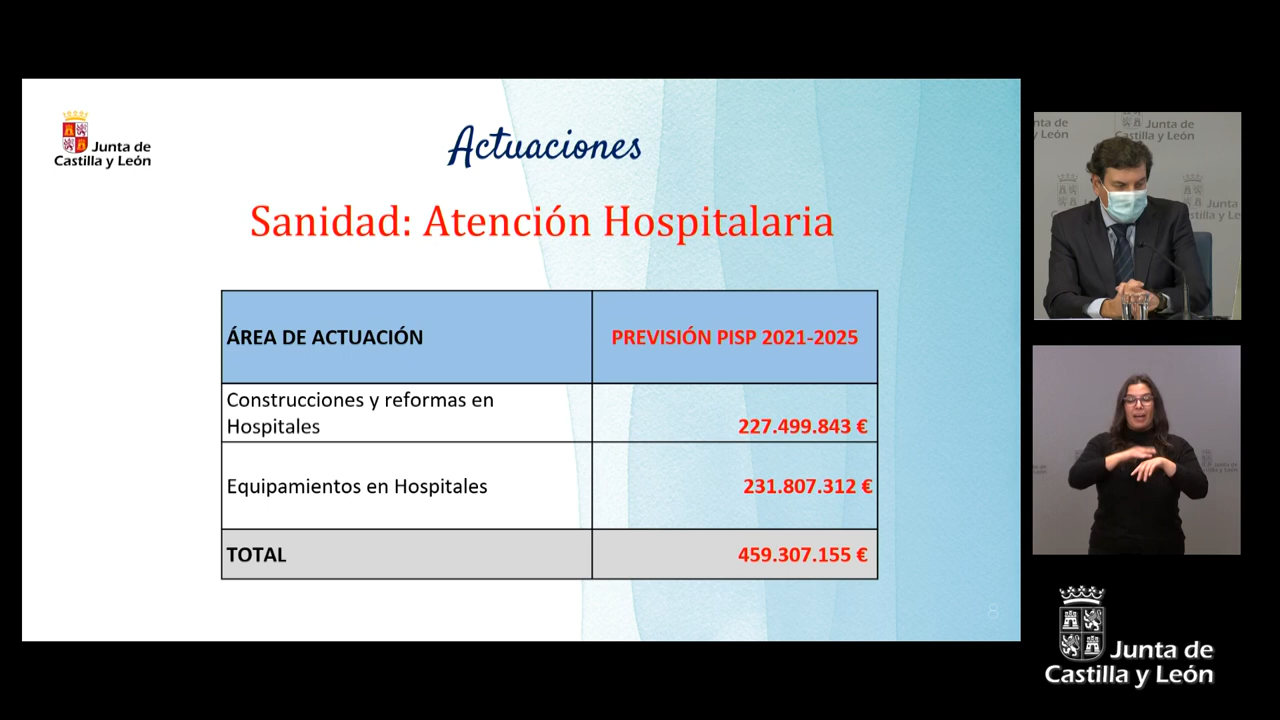 Junta de
Castilla y León
Actuaciones
Sanidad: Atención Hospitalaria
ÁREA DE ACTUACIÓN
PREVISIÓN PISP 2021-2025
Construcciones y reformas en
Hospitales
227.499.843 €
Equipamientos en Hospitales
231.807.312 €
TOTAL
459.307.155 €
8
Junta de
Castilla y León
Junta de
Castilla y León